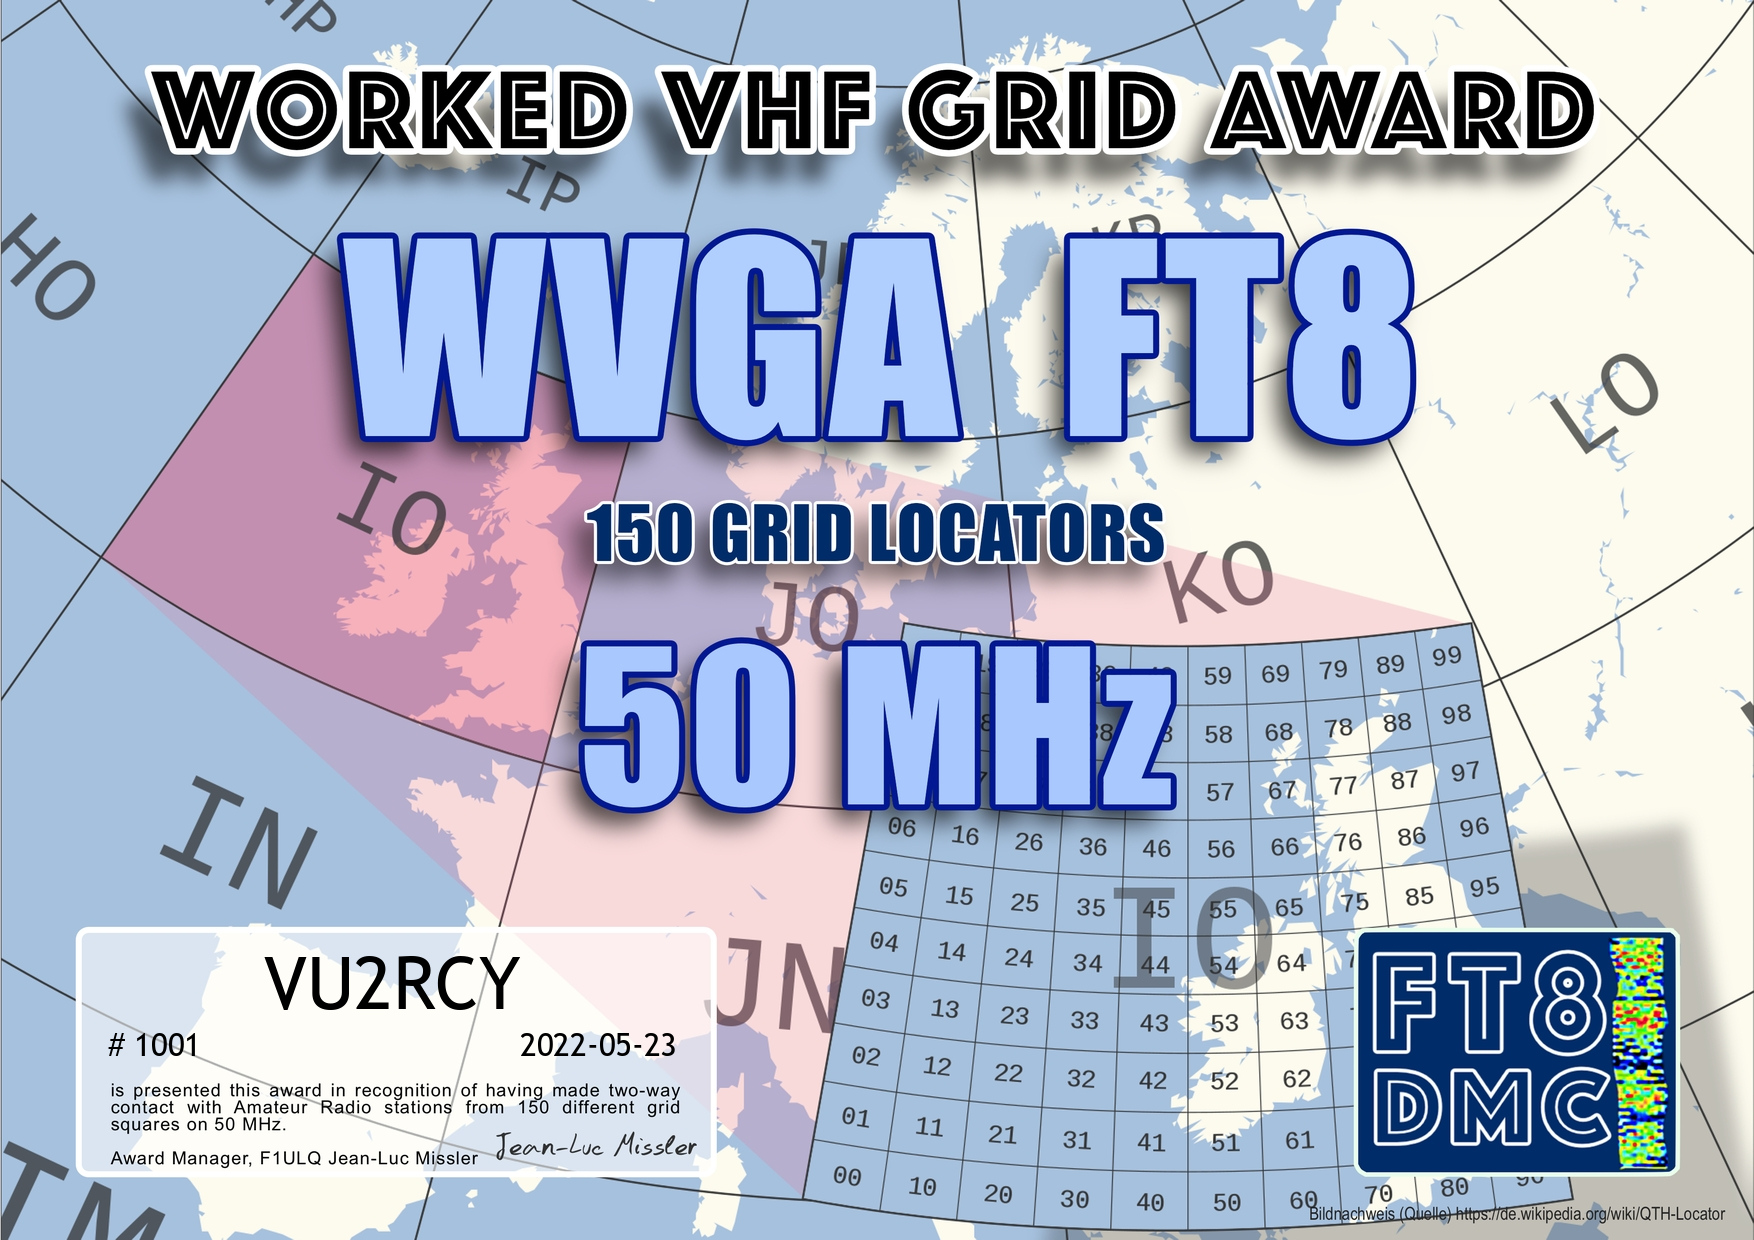 HP
WORKED VHF GRID AWARD
IP
HO
WVGA FT8
LO
IO
150 GRID LOCATORS
KO
JO
50 MHz
59 69 79 89 99
58 68 78 88 98
57 67 77 87 97
06 16 26 36 46 56 66 76 86 96
05 15 25 35 45 55 65 75 85 95
04 14 24 34 44 54 64
03 13 23 33 43 53 63
02 12 22 32 42 52 62
01 11 21 31 41 51 61
00 10 20 30 40 50 60 70 80 90
IO
IN
JN
IM
VU2RCY
# 1001 2022-05-23
is presented this award in recognition of having made two-way
contact with Amateur Radio stations from 150 different grid
squares on 50 MHz.
Award Manager, F1ULQ Jean-Luc Missler Jean-Luc Missler
FT8
DMC
Bildnachweis (Quelle) https://de.wikipedia.org/wiki/QTH-Locator